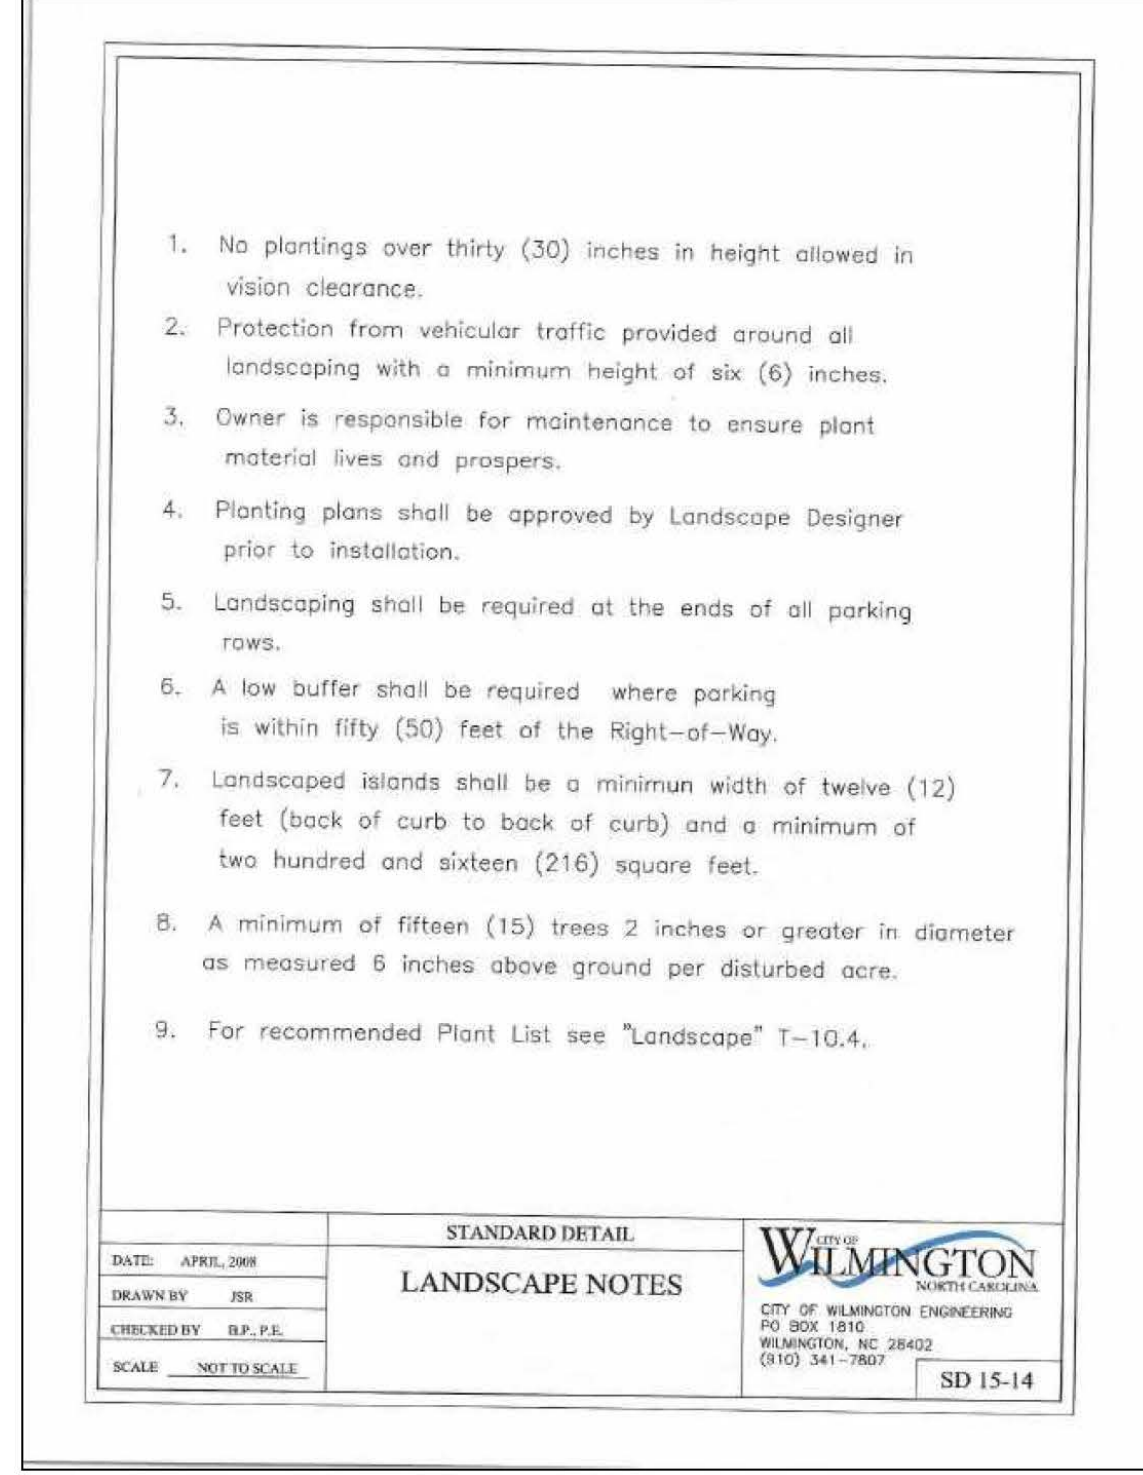 1. No plantings over thirty (30) inches in height allowed in
vision clearance.
2. Protection from vehicular traffic provided around all
landscaping with a minimum height of six (6) inches.
3. Owner is responsible for maintenance to ensure plant
material lives and prospers.
4. Planting plans shall be approved by Landscape Designer
prior to installation.
5. Landscaping shall be required at the ends of all parking
rows.
6. A low buffer shall be required where parking
is within fifty (50) feet of the Right-of-Way.
7. Landscaped islands shall be a minimun width of twelve (12)
feet (back of curb to back of curb) and a minimum of
two hundred and sixteen (216) square feet.
8. A minimum of fifteen (15) trees 2 inches or greater in diameter
as measured 6 inches above ground per disturbed acre.
9. For recommended Plant List see "Landscape" T-10.4.
DATE: APRIL, 2008
DRAWN BY JSR
CHECKED BY B.P., P.E.
SCALE NOT TO SCALE
STANDARD DETAIL
LANDSCAPE NOTES
CITY OF
WILMINGTON
NORTH CAROLINA
CITY OF WILMINGTON ENGINEERING
PO BOX 1810
WILMINGTON, NC 28402
(910) 341-7807
SD 15-14